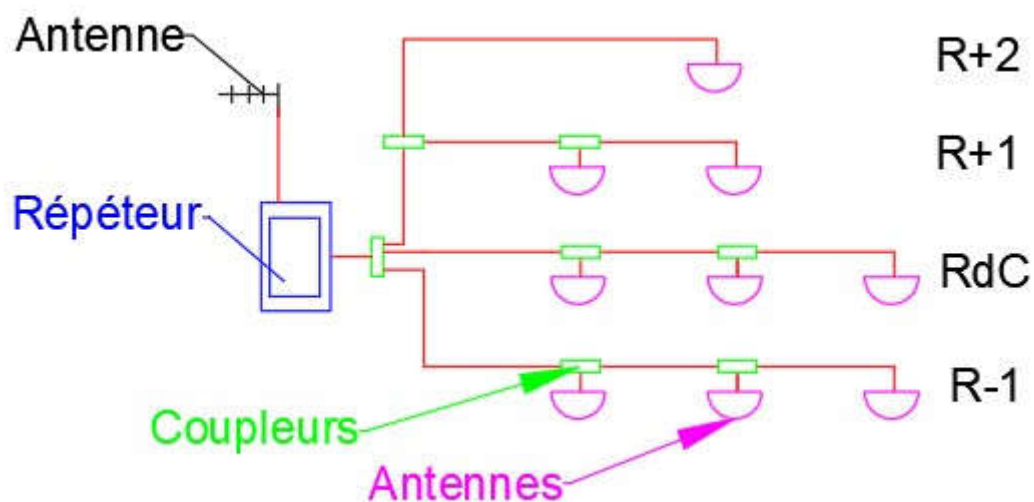 Antenne
R+2
R+1
Répéteur
RdC
R-1
Coupleurs
Antennes